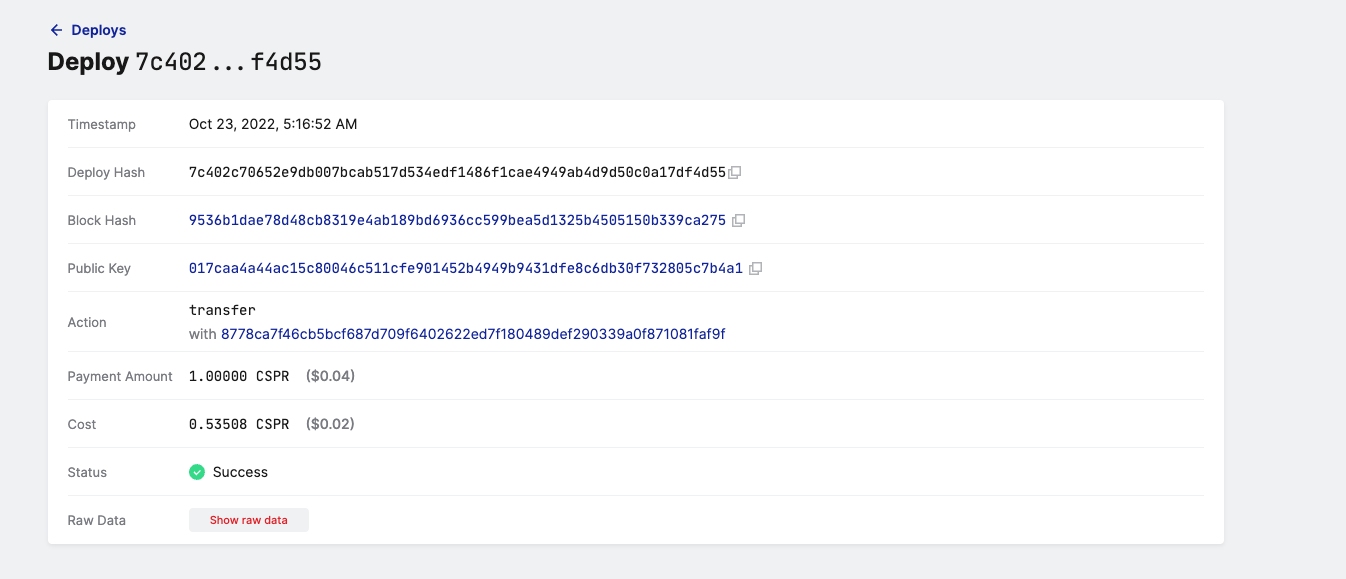 Deploys
Deploy 7c402...f4d55
Timestamp Oct 23, 2022, 5:16:52 AM
Deploy Hash 7c402c70652e9db007bcab517d534edf1486f1cae4949ab4d9d50c0a17df4d55
Block Hash 9536b1dae78d48cb8319e4ab189bd6936cc599bea5d1325b4505150b339ca275
Public Key 017caa4a44ac15c80046c511cfe901452b4949b9431dfe8c6db30f732805c7b4a1
Action transfer
with 8778ca7f46cb5bcf687d709f6402622ed7f180489def290339a0f871081faf9f
Payment Amount 1.00000 CSPR ($0.04)
Cost 0.53508 CSPR ($0.02)
Status Success
Raw Data Show raw data